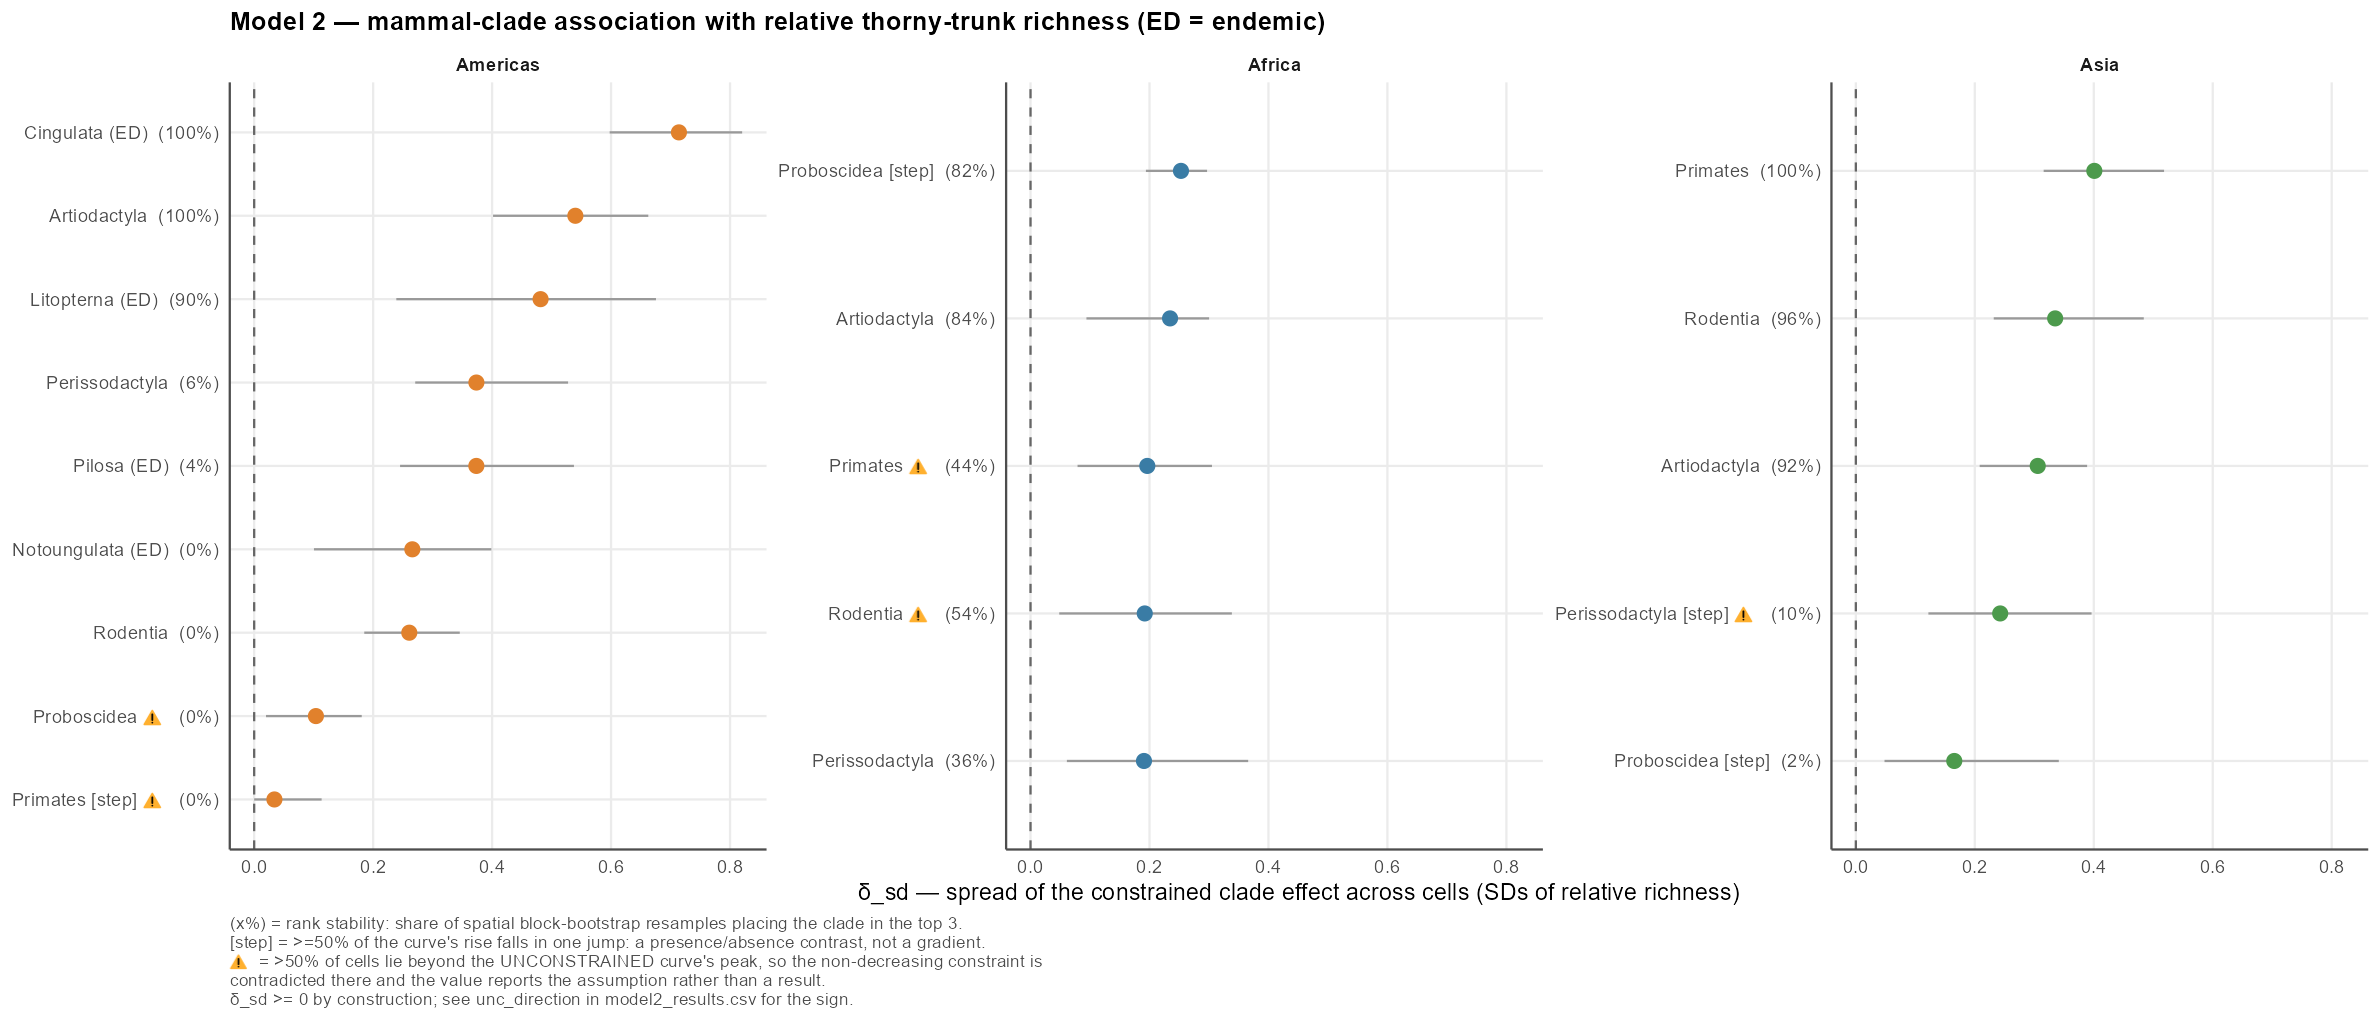 Model 2 — mammal-clade association with relative thorny-trunk richness (ED = endemic)
Americas
Cingulata (ED)  (100%)
Artiodactyla  (100%)
Litopterna (ED)  (90%)
Perissodactyla  (6%)
Pilosa (ED)  (4%)
Notoungulata (ED)  (0%)
Rodentia  (0%)
Proboscidea ⚠  (0%)
Primates [step] ⚠  (0%)
0.0 0.2 0.4 0.6 0.8
Africa
Proboscidea [step]  (82%)
Artiodactyla  (84%)
Primates ⚠  (44%)
Rodentia ⚠  (54%)
Perissodactyla  (36%)
0.0 0.2 0.4 0.6 0.8
Asia
Primates  (100%)
Rodentia  (96%)
Artiodactyla  (92%)
Perissodactyla [step] ⚠  (10%)
Proboscidea [step]  (2%)
0.0 0.2 0.4 0.6 0.8
δ_sd — spread of the constrained clade effect across cells (SDs of relative richness)
(x%) = rank stability: share of spatial block-bootstrap resamples placing the clade in the top 3.
[step] = >=50% of the curve's rise falls in one jump: a presence/absence contrast, not a gradient.
⚠ = >50% of cells lie beyond the UNCONSTRAINED curve's peak, so the non-decreasing constraint is
contradicted there and the value reports the assumption rather than a result.
δ_sd >= 0 by construction; see unc_direction in model2_results.csv for the sign.